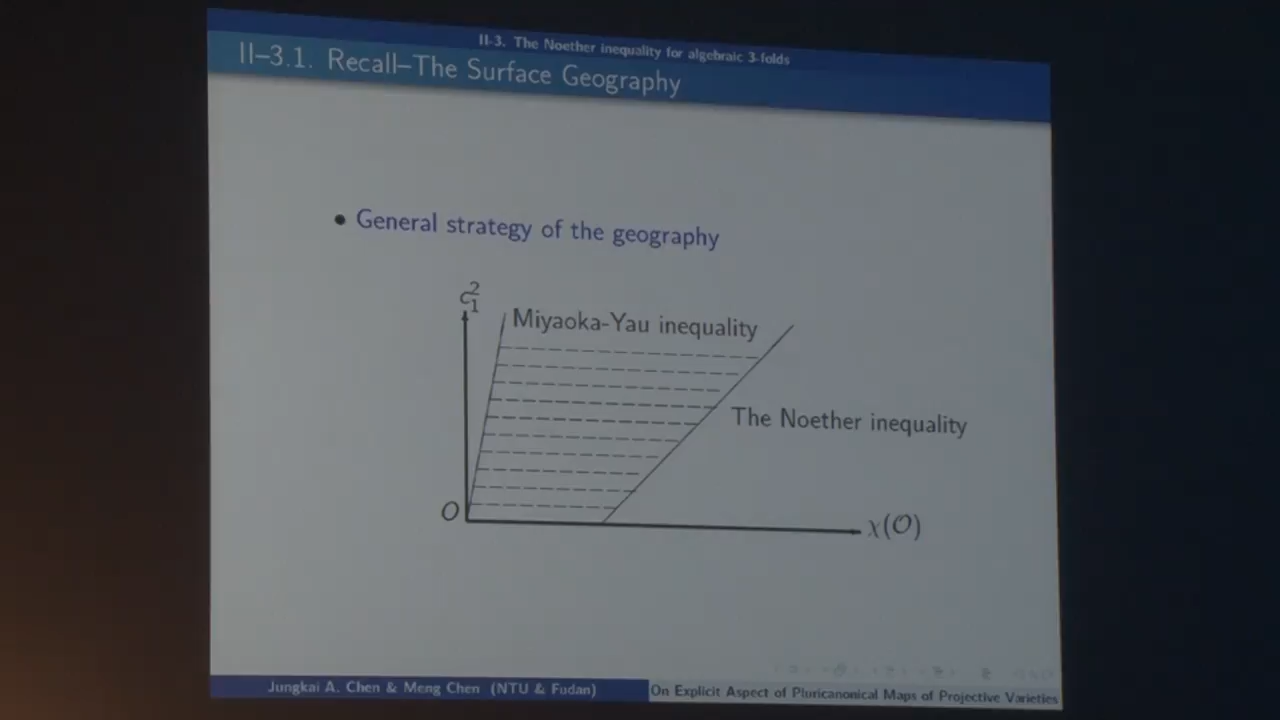 II-3. The Noether inequality for algebraic 3-folds
II–3.1. Recall–The Surface Geography
• General strategy of the geography
c₁²
Miyaoka-Yau inequality
The Noether inequality
O
χ(𝒪)
Jungkai A. Chen & Meng Chen (NTU & Fudan)
On Explicit Aspect of Pluricanonical Maps of Projective Varieties